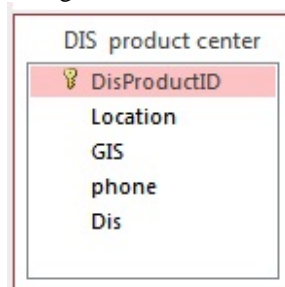 DIS product center
DisProductID
Location
GIS
phone
Dis